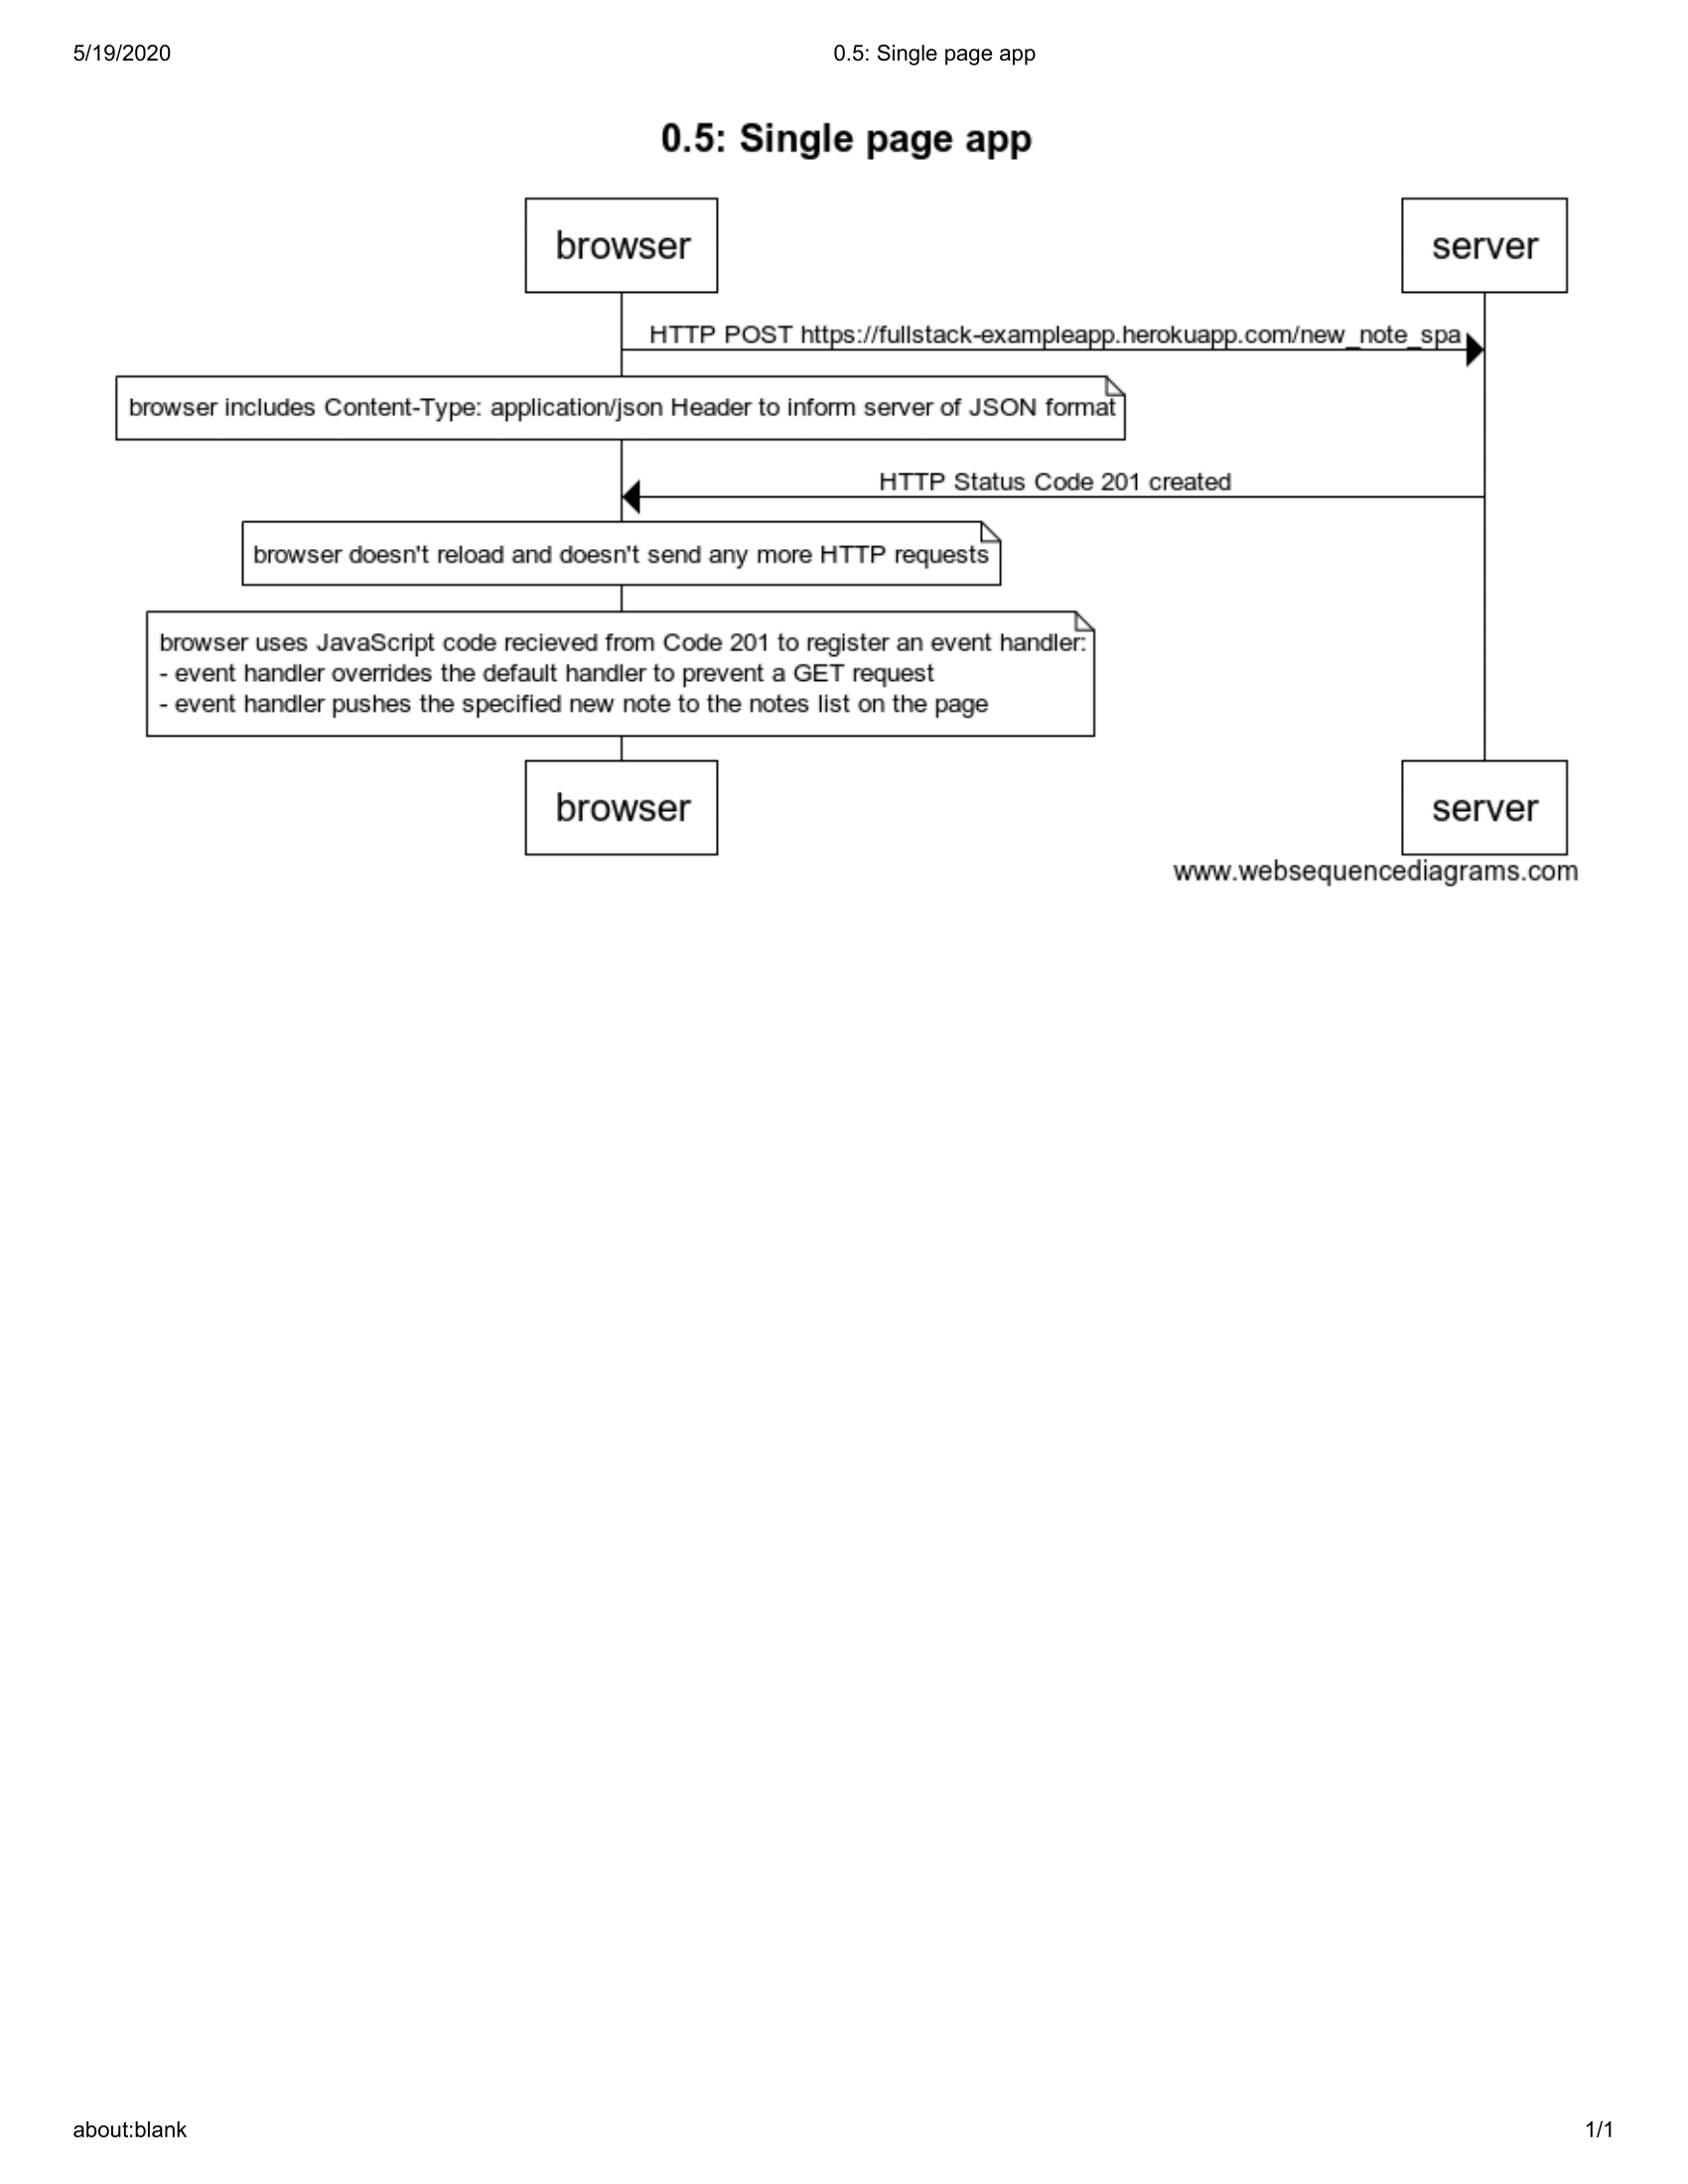 5/19/2020
0.5: Single page app
0.5: Single page app
browser
server
HTTP POST https://fullstack-exampleapp.herokuapp.com/new_note_spa
browser includes Content-Type: application/json Header to inform server of JSON format
HTTP Status Code 201 created
browser doesn't reload and doesn't send any more HTTP requests
browser uses JavaScript code recieved from Code 201 to register an event handler:
- event handler overrides the default handler to prevent a GET request
- event handler pushes the specified new note to the notes list on the page
browser
server
www.websequencediagrams.com
about:blank
1/1